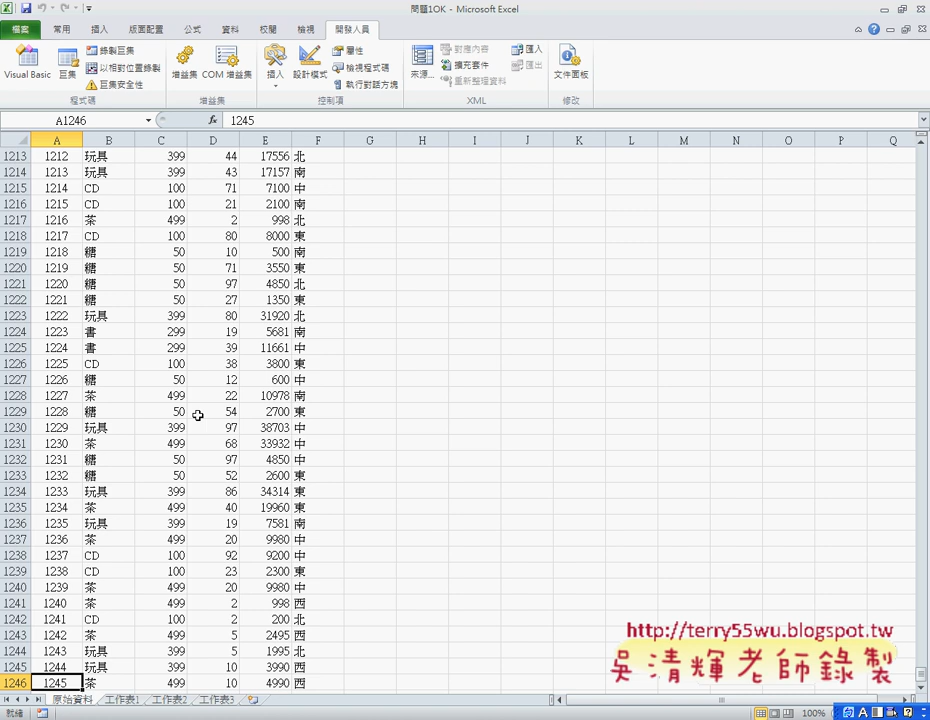 問題1OK - Microsoft Excel
檔案 常用 插入 版面配置 公式 資料 校閱 檢視 開發人員
Visual Basic 巨集 錄製巨集 以相對位置錄製 巨集安全性 增益集 COM 增益集 插入 設計模式 屬性 檢視程式碼 執行對話方塊 來源... 對應內容 擴充套件 重新整理資料 匯入 匯出 文件面板
程式碼 增益集 控制項 XML 修改
A1246 fx 1245
A B C D E F G H I J K L M N O P Q
1213 1212 玩具 399 44 17556 北
1214 1213 玩具 399 43 17157 南
1215 1214 CD 100 71 7100 中
1216 1215 CD 100 21 2100 南
1217 1216 茶 499 2 998 北
1218 1217 CD 100 80 8000 東
1219 1218 糖 50 10 500 南
1220 1219 糖 50 71 3550 東
1221 1220 糖 50 97 4850 北
1222 1221 糖 50 27 1350 東
1223 1222 玩具 399 80 31920 北
1224 1223 書 299 19 5681 南
1225 1224 書 299 39 11661 中
1226 1225 CD 100 38 3800 東
1227 1226 糖 50 12 600 中
1228 1227 茶 499 22 10978 南
1229 1228 糖 50 54 2700 東
1230 1229 玩具 399 97 38703 中
1231 1230 茶 499 68 33932 中
1232 1231 糖 50 97 4850 中
1233 1232 糖 50 52 2600 東
1234 1233 玩具 399 86 34314 東
1235 1234 茶 499 40 19960 東
1236 1235 玩具 399 19 7581 南
1237 1236 茶 499 20 9980 中
1238 1237 CD 100 92 9200 中
1239 1238 CD 100 23 2300 東
1240 1239 茶 499 20 9980 中
1241 1240 茶 499 2 998 西
1242 1241 CD 100 2 200 北
1243 1242 茶 499 5 2495 西
1244 1243 玩具 399 5 1995 北
1245 1244 玩具 399 10 3990 西
1246 1245 茶 499 10 4990 西
http://terry55wu.blogspot.tw
吳清輝老師錄製
原始資料 工作表1 工作表2 工作表3
就緒 100%